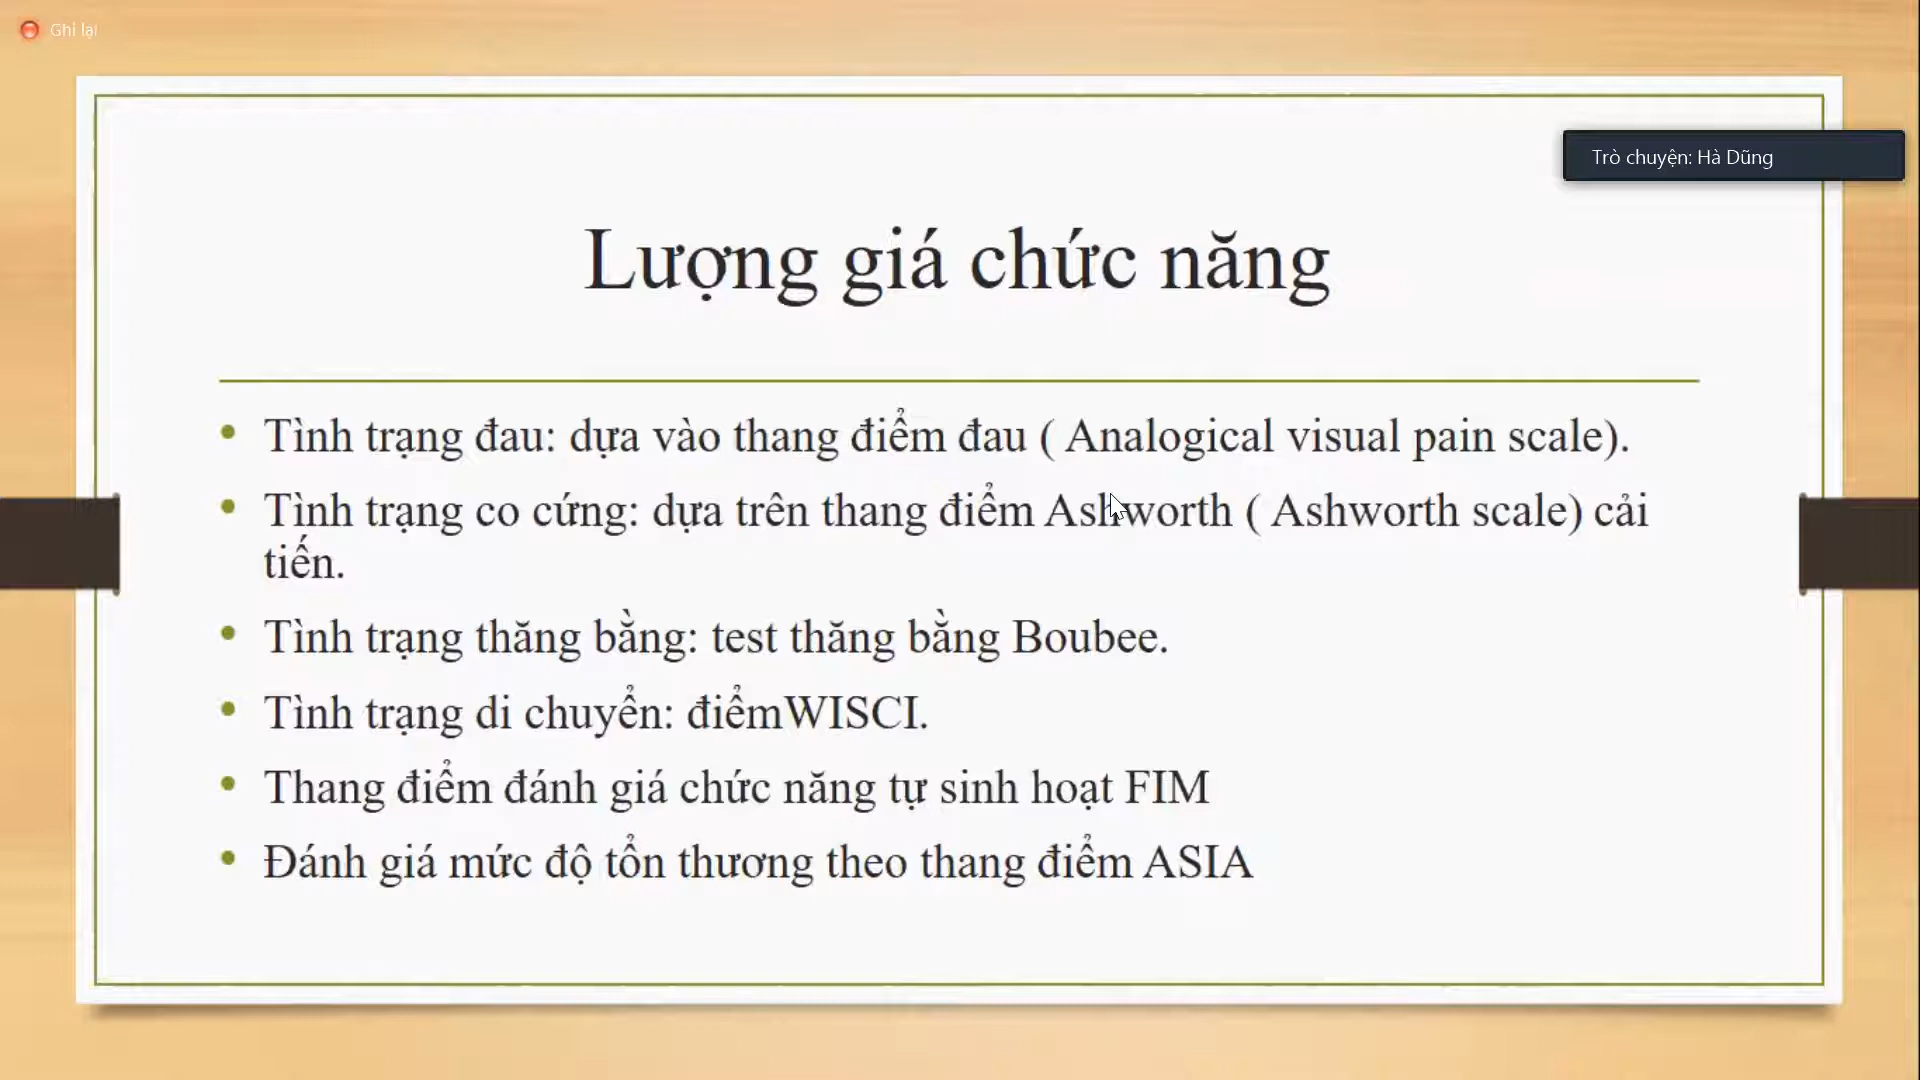 Ghi lại
Trò chuyện: Hà Dũng
Lượng giá chức năng
• Tình trạng đau: dựa vào thang điểm đau ( Analogical visual pain scale).
• Tình trạng co cứng: dựa trên thang điểm Ashworth ( Ashworth scale) cải
tiến.
• Tình trạng thăng bằng: test thăng bằng Boubee.
• Tình trạng di chuyển: điểmWISCI.
• Thang điểm đánh giá chức năng tự sinh hoạt FIM
• Đánh giá mức độ tổn thương theo thang điểm ASIA